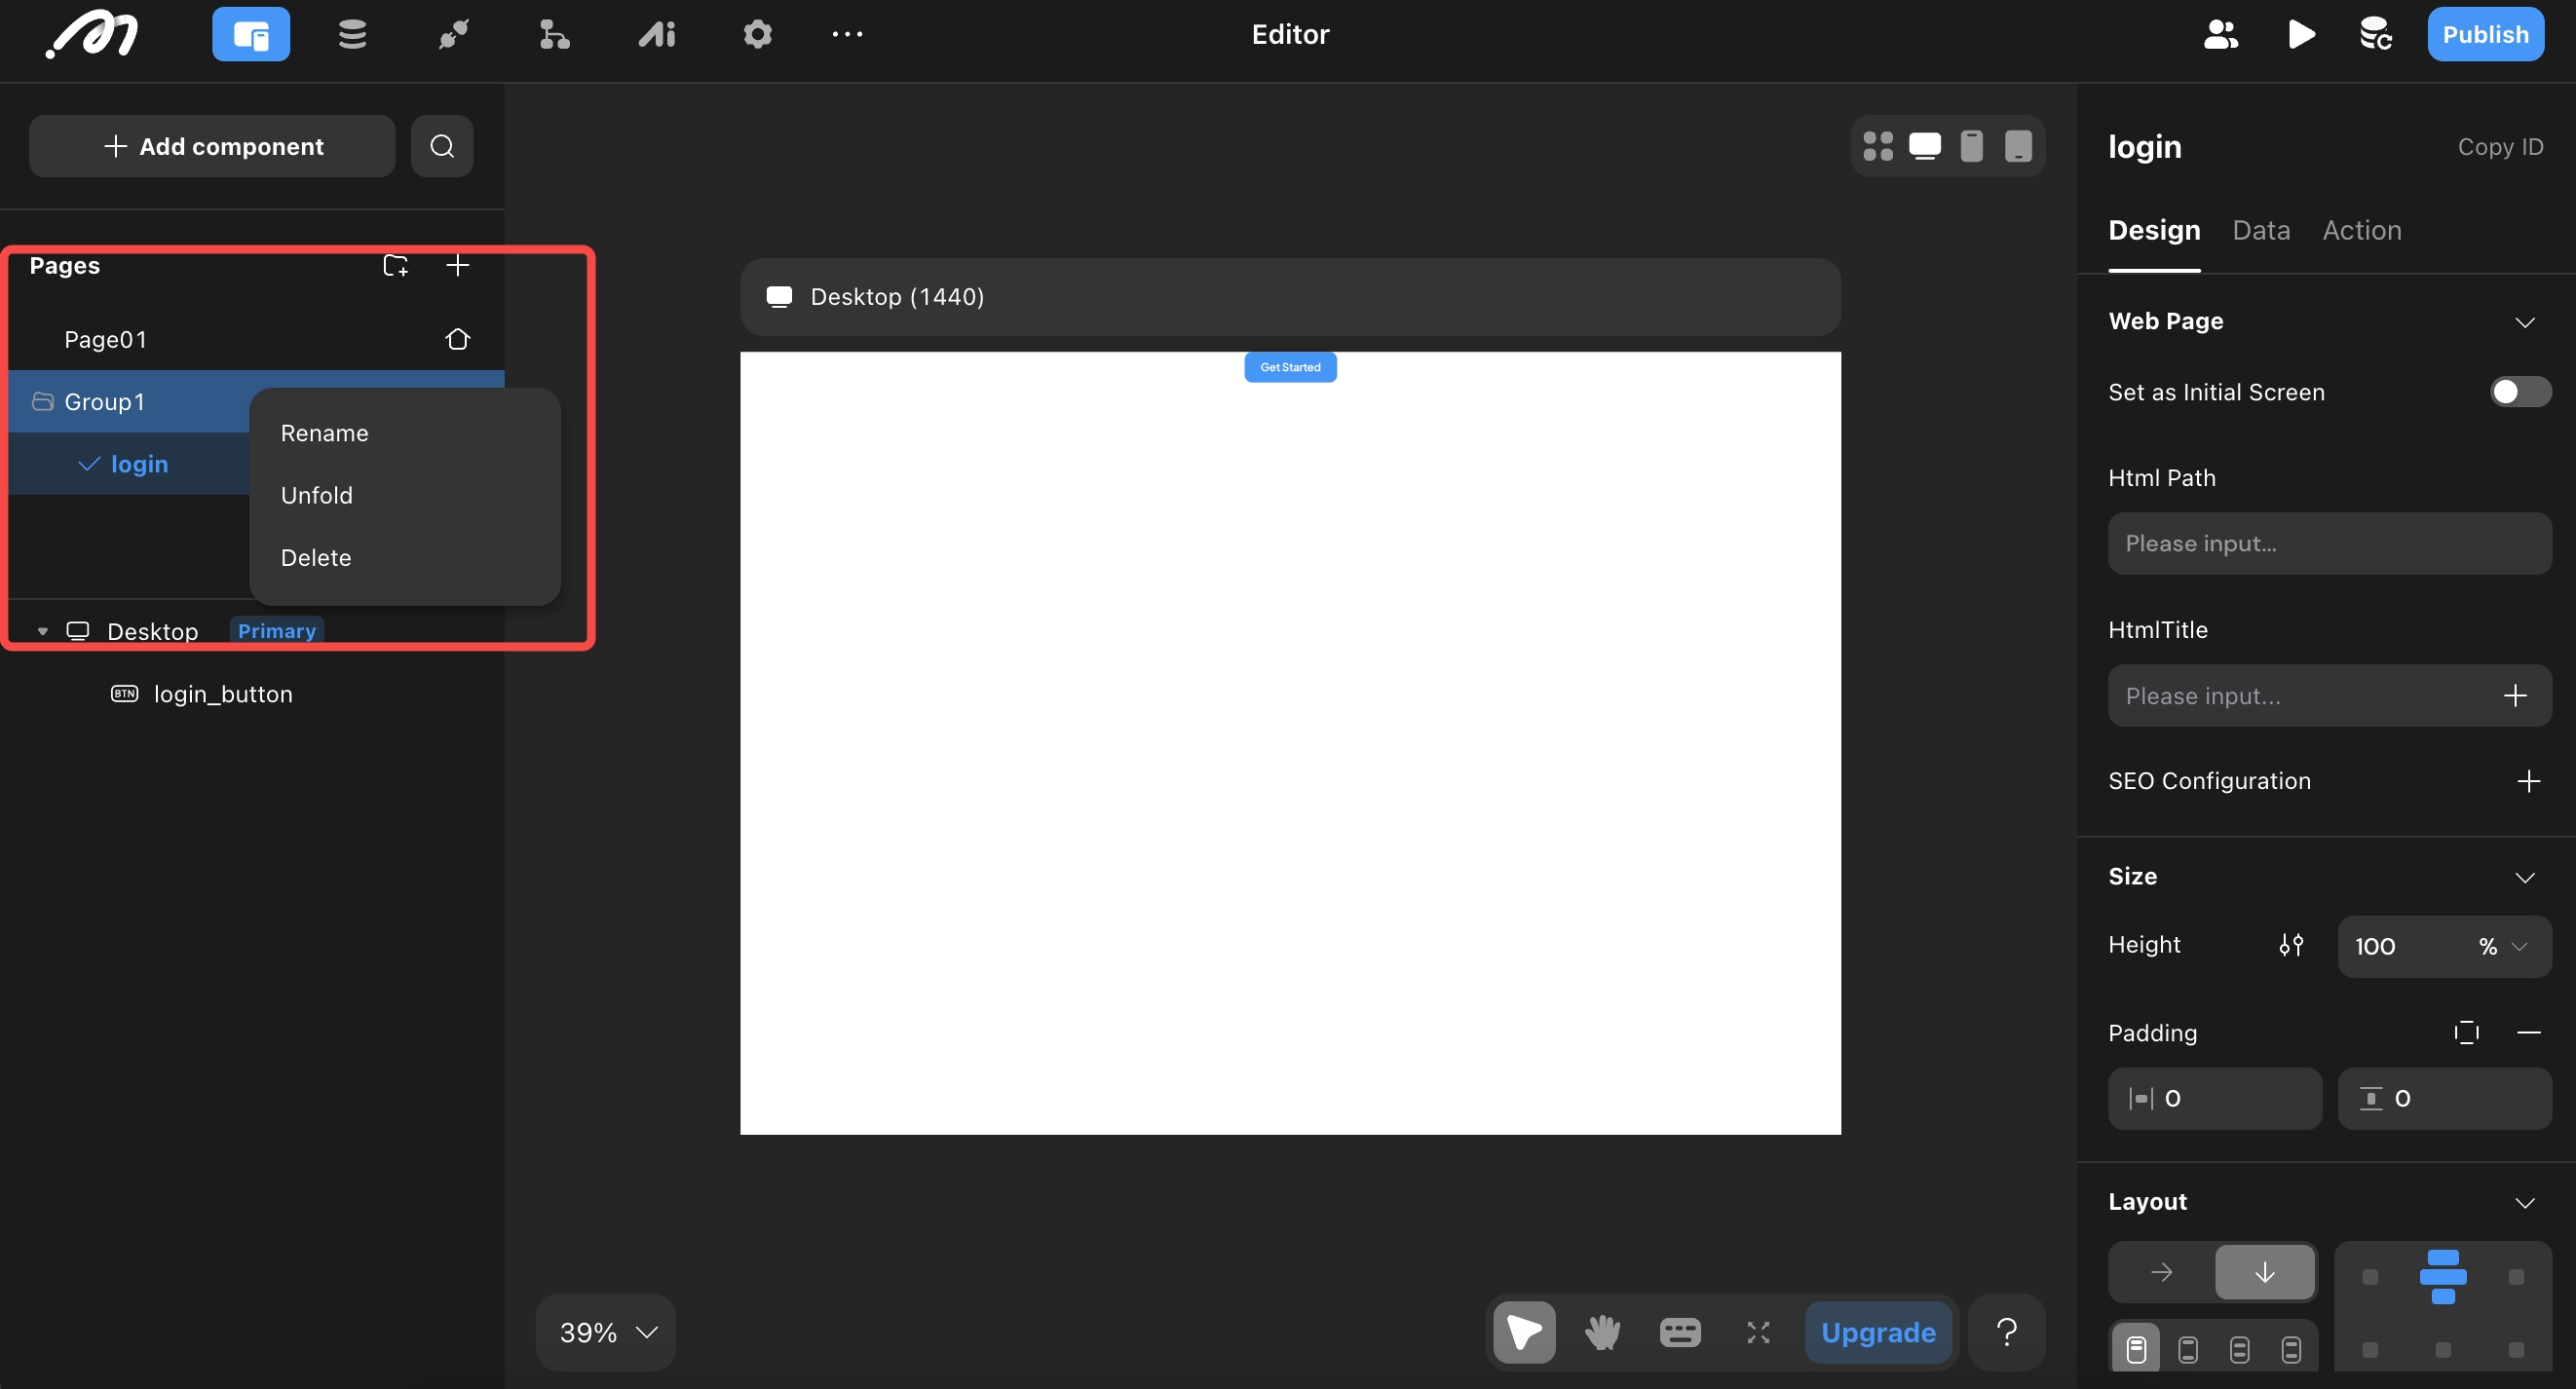 Editor
Publish
Add component
Pages
Page01
Group1
login
Rename
Unfold
Delete
Desktop Primary
BTN login_button
Desktop (1440)
Get Started
39%
Upgrade
?
login
Copy ID
Design Data Action
Web Page
Set as Initial Screen
Html Path
Please input...
HtmlTitle
Please input...
SEO Configuration
Size
Height 100 %
Padding
0 0
Layout